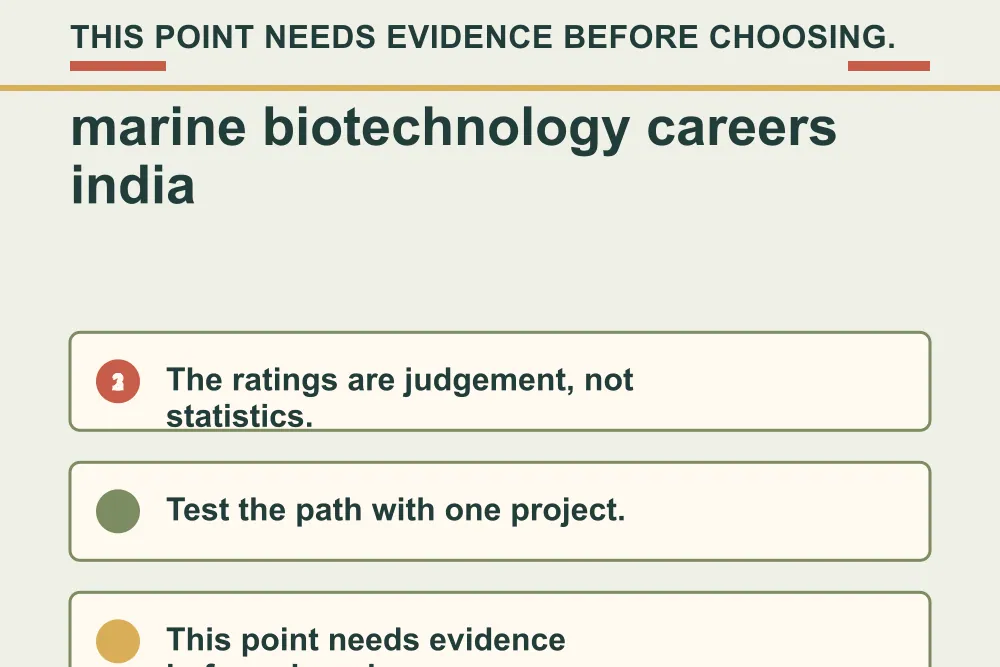 THIS POINT NEEDS EVIDENCE BEFORE CHOOSING.
marine biotechnology careers
india
The ratings are judgement, not
statistics.
Test the path with one project.
This point needs evidence